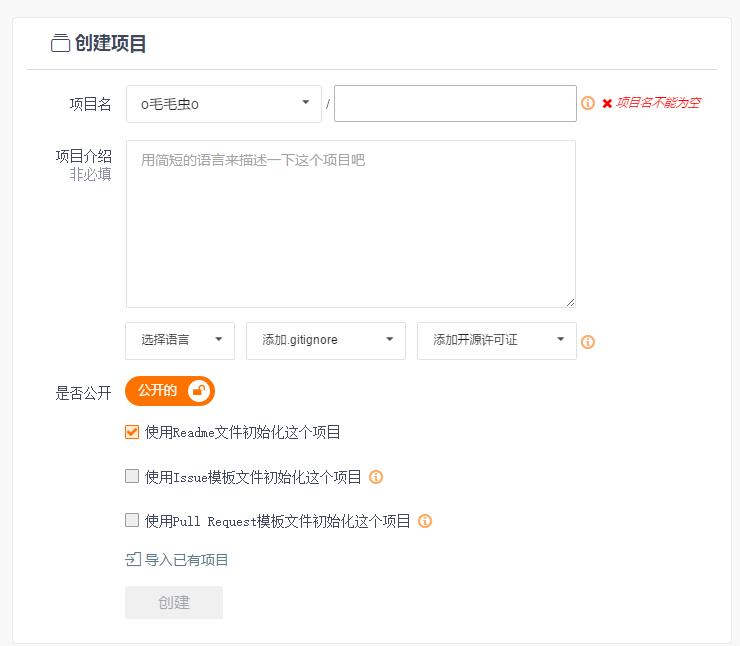 创建项目
项目名 o毛毛虫o / 项目名不能为空
项目介绍 用简短的语言来描述一下这个项目吧
非必填
选择语言 添加.gitignore 添加开源许可证
是否公开 公开的
使用Readme文件初始化这个项目
使用Issue模板文件初始化这个项目
使用Pull Request模板文件初始化这个项目
导入已有项目
创建